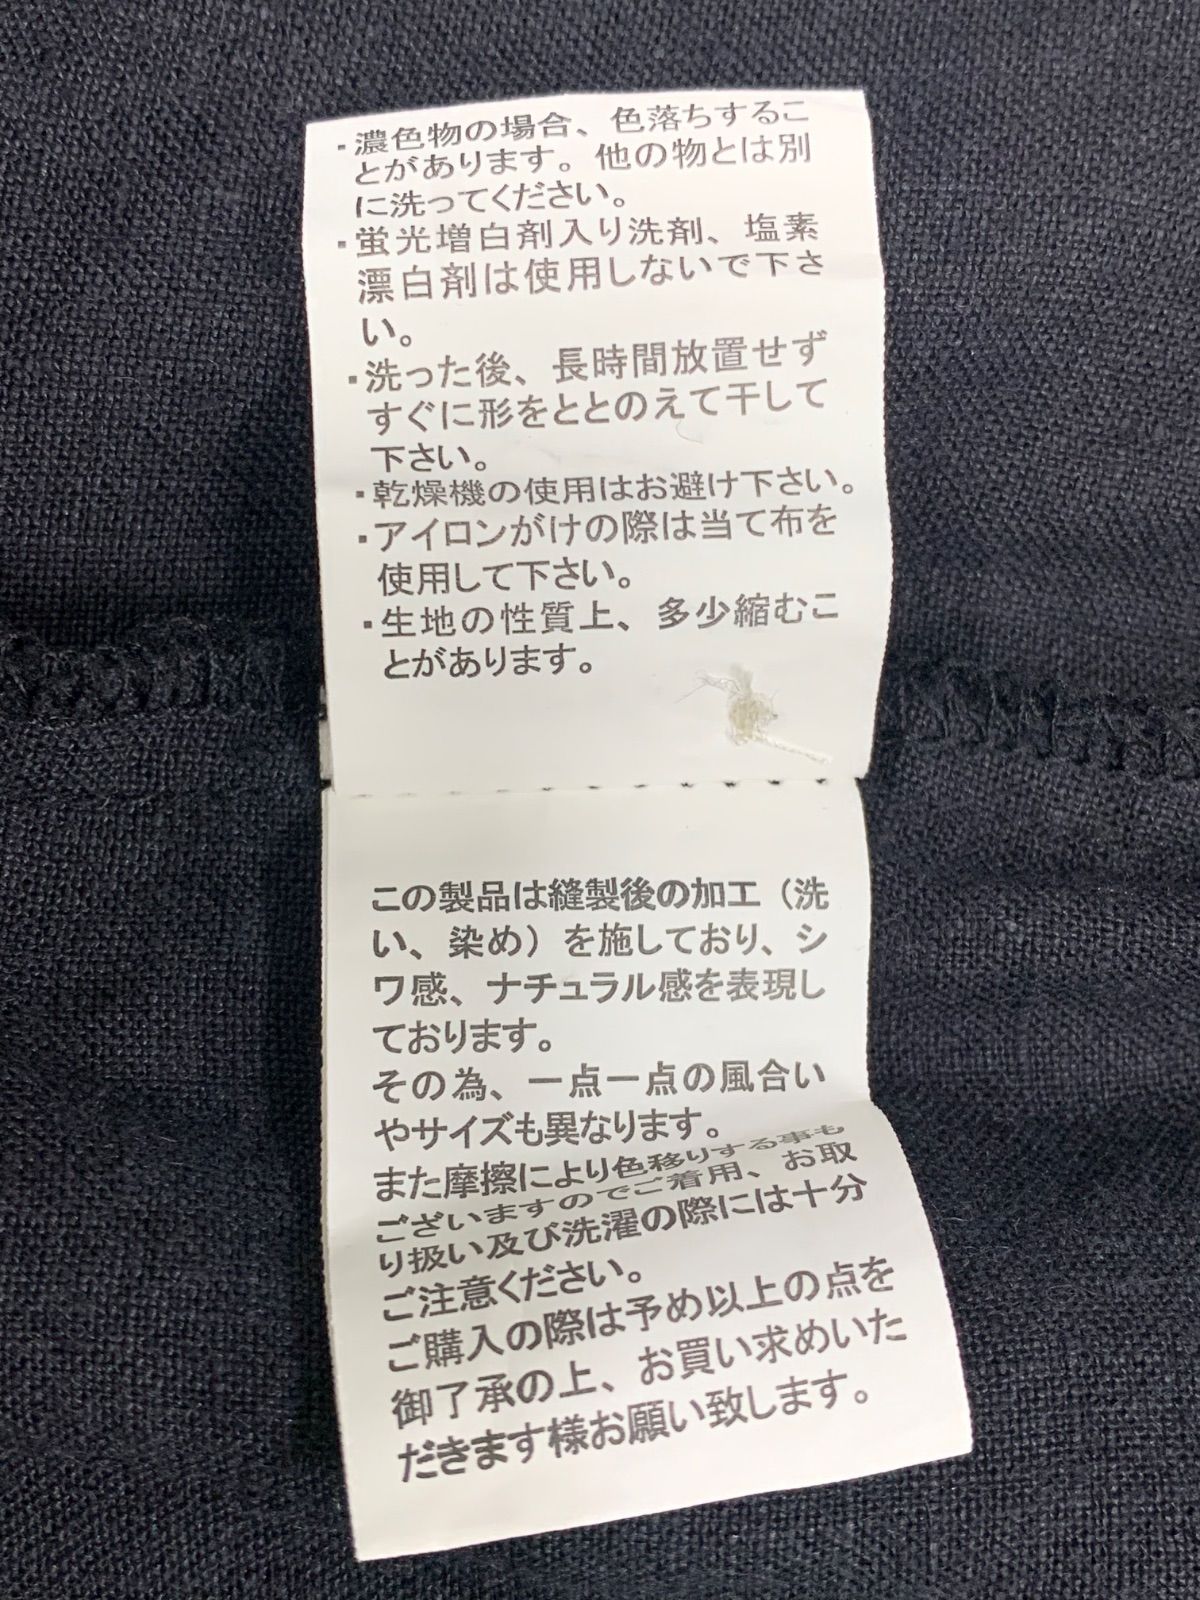 ・濃色物の場合、色落ちするこ
とがあります。他の物とは別
に洗ってください。
・蛍光増白剤入り洗剤、塩素
漂白剤は使用しないで下さ
い。
・洗った後、長時間放置せず
すぐに形をととのえて干して
下さい。
・乾燥機の使用はお避け下さい。
・アイロンがけの際は当て布を
使用して下さい。
・生地の性質上、多少縮むこ
とがあります。
この製品は縫製後の加工（洗
い、染め）を施しており、シ
ワ感、ナチュラル感を表現し
ております。
その為、一点一点の風合い
やサイズも異なります。
また摩擦により色移りする事も
ございますのでご着用、お取
り扱い及び洗濯の際には十分
ご注意ください。
ご購入の際は予め以上の点を
御了承の上、お買い求めいた
だきます様お願い致します。